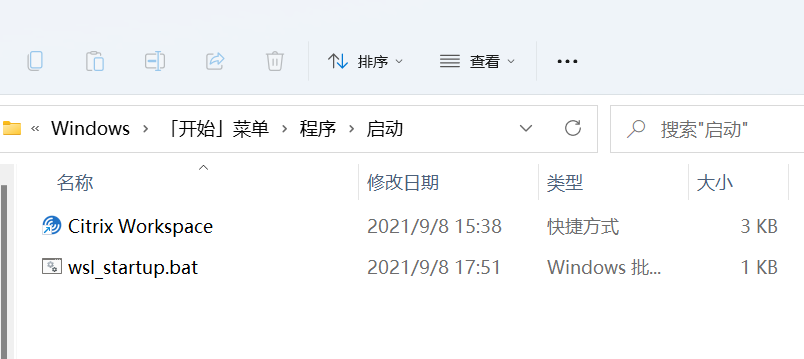 排序 查看 •••
« Windows > 「开始」菜单 > 程序 > 启动 搜索"启动"
名称 修改日期 类型 大小
Citrix Workspace 2021/9/8 15:38 快捷方式 3 KB
wsl_startup.bat 2021/9/8 17:51 Windows 批... 1 KB